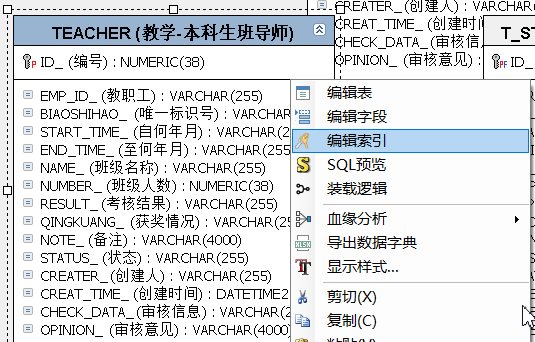 TEACHER (教学-本科生班导师)
ID_ (编号) : NUMERIC(38)
EMP_ID_ (教职工) : VARCHAR(255)
BIAOSHIHAO_ (唯一标识号) : VARCHAR(2
START_TIME_ (自何年月) : VARCHAR(2
END_TIME_ (至何年月) : VARCHAR(255)
NAME_ (班级名称) : VARCHAR(255)
NUMBER_ (班级人数) : NUMERIC(38)
RESULT_ (考核结果) : VARCHAR(255)
QINGKUANG_ (获奖情况) : VARCHAR(25
NOTE_ (备注) : VARCHAR(4000)
STATUS_ (状态) : VARCHAR(255)
CREATER_ (创建人) : VARCHAR(255)
CREAT_TIME_ (创建时间) : DATETIME2
CHECK_DATA_ (审核信息) : VARCHAR(
OPINION_ (审核意见) : VARCHAR(4000)
CREATER_ (创建人) : VARCHAR(2
CREAT_TIME_ (创建时间) : D
CHECK_DATA_ (审核信息) :
OPINION_ (审核意见) : VAR
T_ST
ID_
编辑表
编辑字段
编辑索引
SQL预览
装载逻辑
血缘分析
导出数据字典
显示样式...
剪切(X)
复制(C)